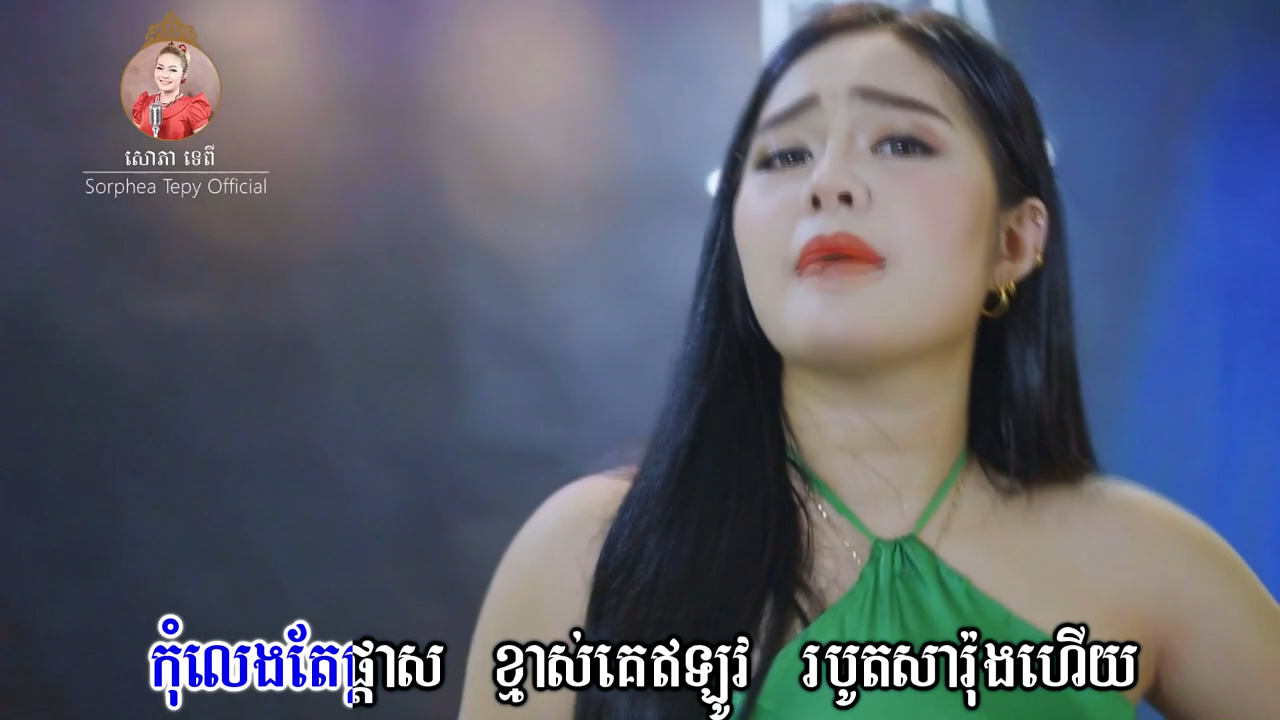 សោភា ទេពី
Sorphea Tepy Official
កុំលេងតែផ្ដាស ខ្មាស់គេឥឡូវ របូតសារ៉ុងហើយ